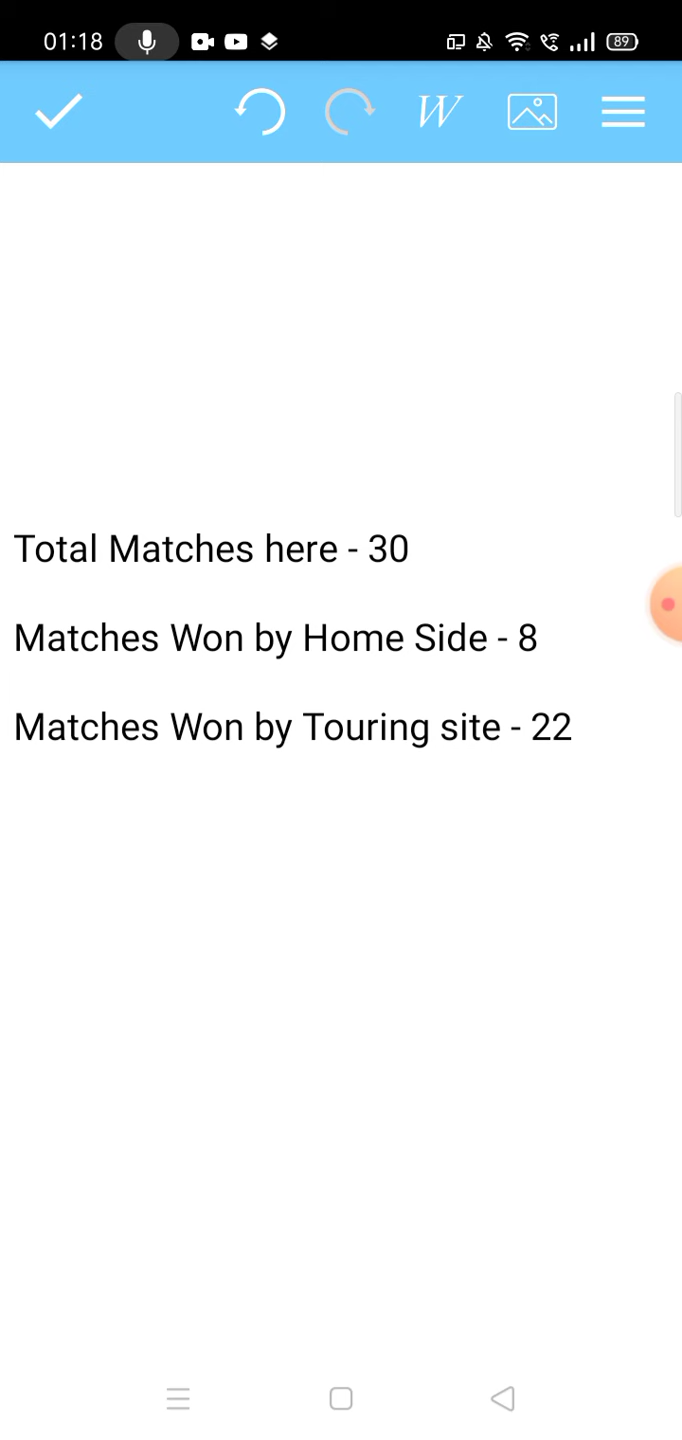 01:18
89
W
Total Matches here - 30
Matches Won by Home Side - 8
Matches Won by Touring site - 22